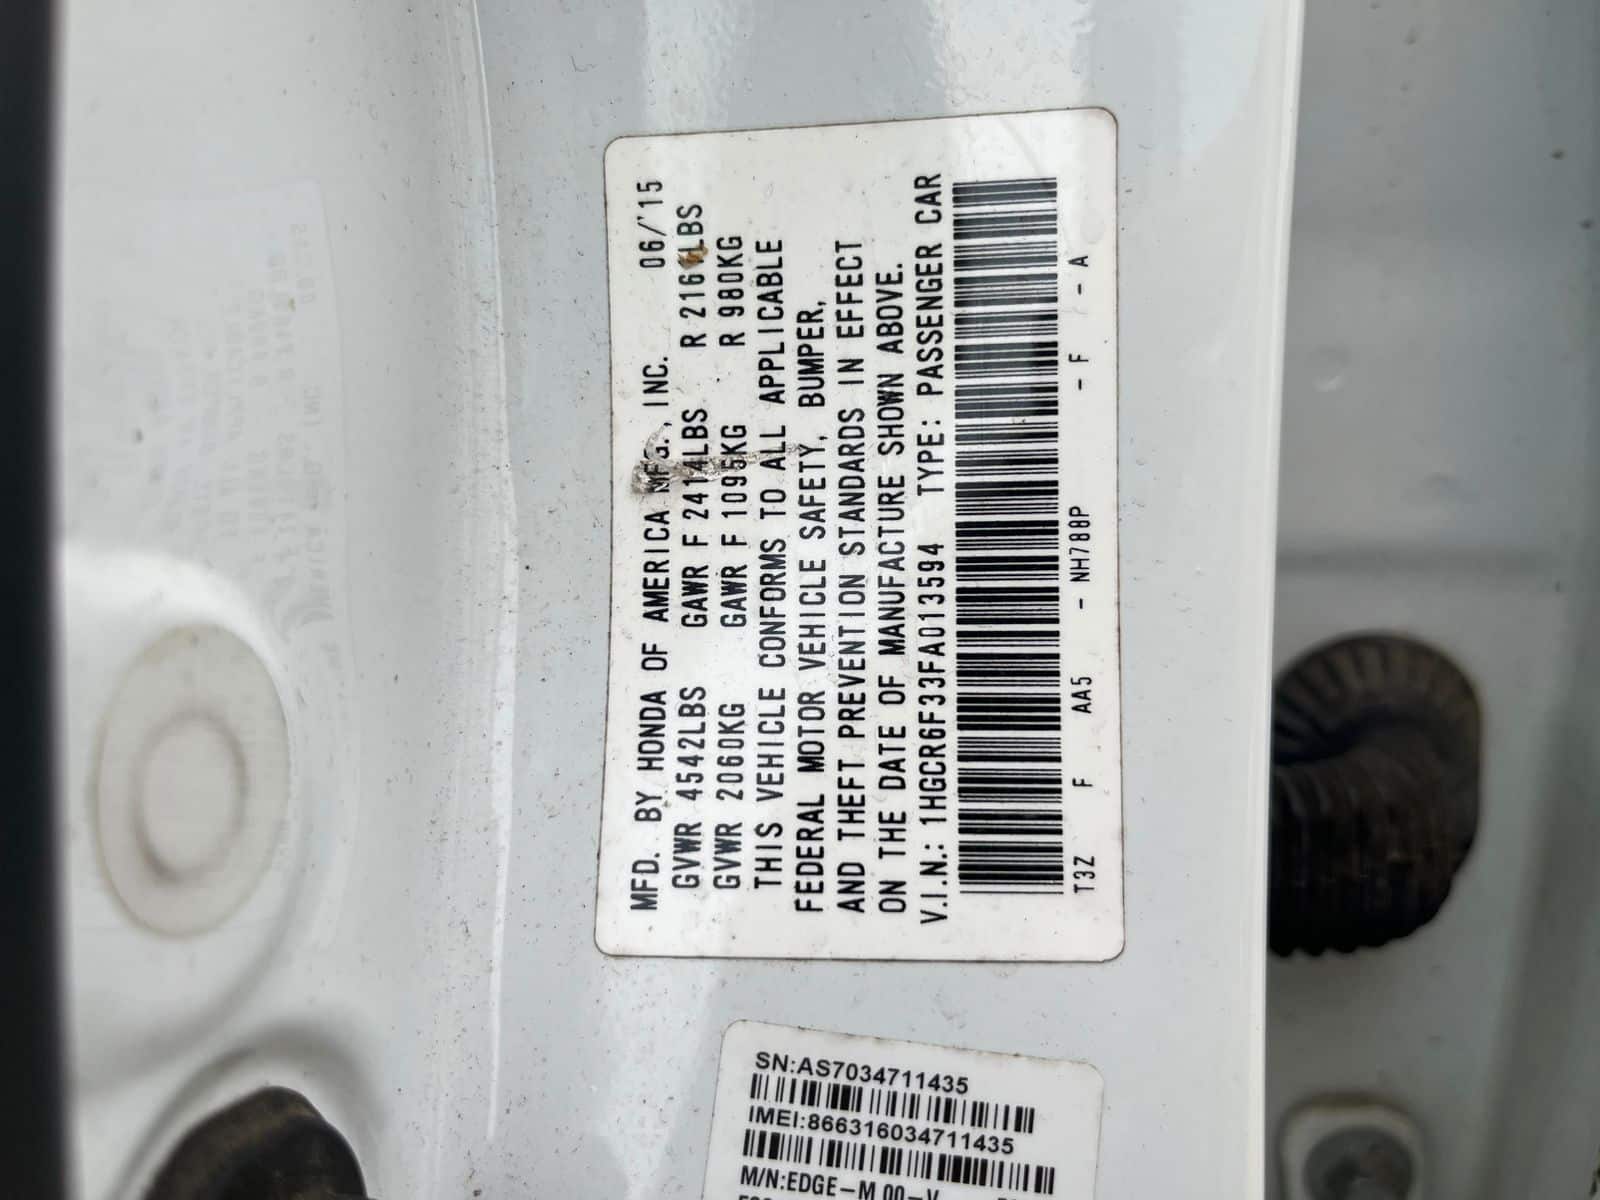 MFD. BY HONDA OF AMERICA MFG., INC. 06/'15
GVWR 4542LBS GAWR F 2414LBS R 2161LBS
GVWR 2060KG GAWR F 1095KG R 980KG
THIS VEHICLE CONFORMS TO ALL APPLICABLE
FEDERAL MOTOR VEHICLE SAFETY, BUMPER,
AND THEFT PREVENTION STANDARDS IN EFFECT
ON THE DATE OF MANUFACTURE SHOWN ABOVE.
V.I.N.: 1HGCR6F33FA013594 TYPE: PASSENGER CAR
T3Z F AA5 - NH788P - F / - A
SN:AS7034711435
IMEI:866316034711435
M/N:EDGE-M 00-V